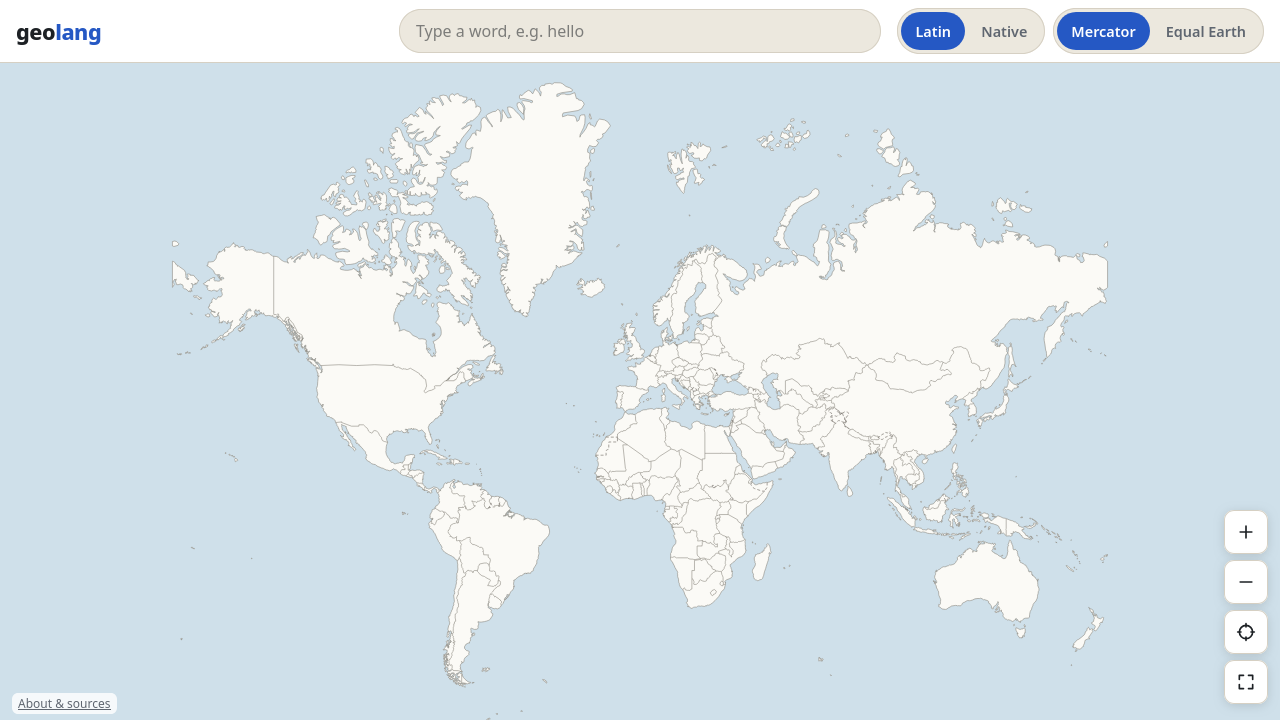 geolang
Type a word, e.g. hello
Latin
Native
Mercator
Equal Earth
About & sources